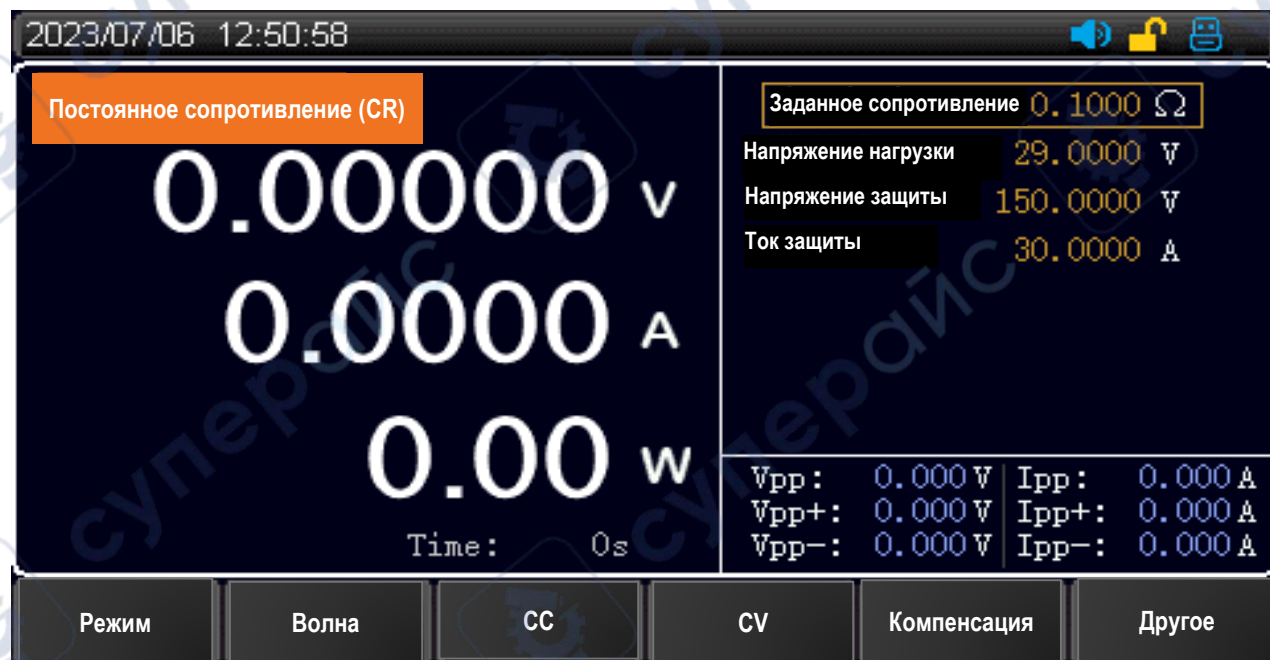 2023/07/06 12:50:58
Постоянное сопротивление (CR)
0.00000 V
0.0000 A
0.00 W
Time: 0s
Заданное сопротивление 0.1000 Ω
Напряжение нагрузки 29.0000 V
Напряжение защиты 150.0000 V
Ток защиты 30.0000 A
Vpp: 0.000 V Ipp: 0.000 A
Vpp+: 0.000 V Ipp+: 0.000 A
Vpp-: 0.000 V Ipp-: 0.000 A
Режим Волна CC CV Компенсация Другое
суперайс
суперайс